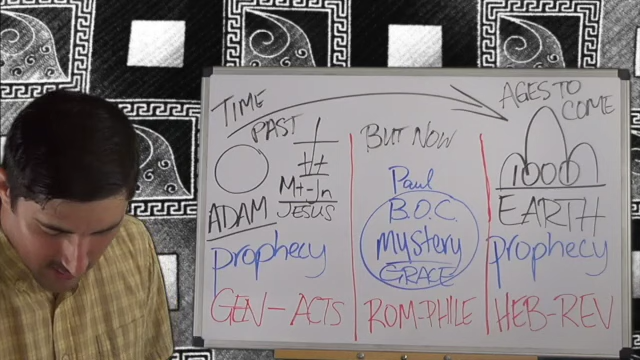 TIME
PAST
Mt-Jn
JESUS
ADAM
prophecy
GEN-ACTS
BUT NOW
Paul
B.O.C.
mystery
GRACE
ROM-PHILE
AGES TO
COME
1000
EARTH
prophecy
HEB-REV